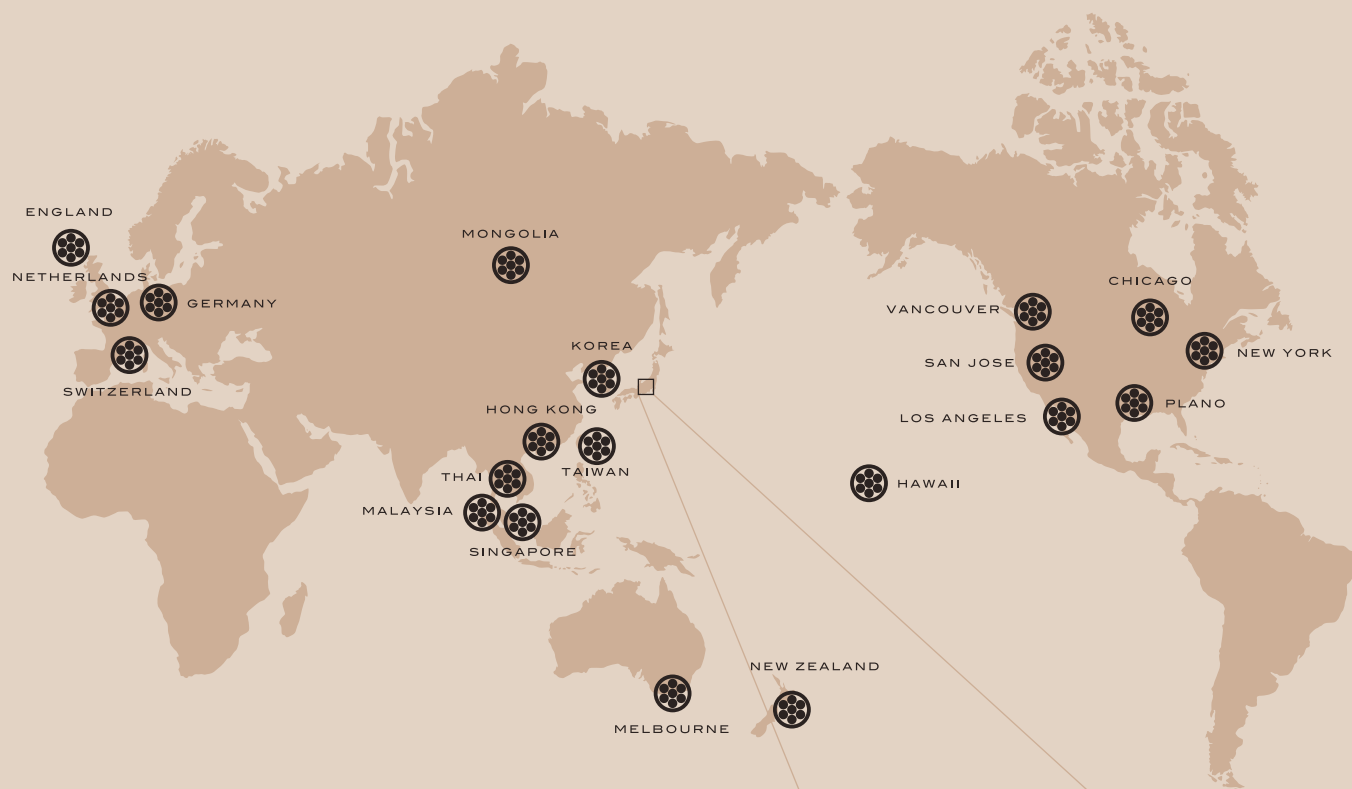 ENGLAND
MONGOLIA
NETHERLANDS
GERMANY
CHICAGO
VANCOUVER
KOREA
NEW YORK
SAN JOSE
SWITZERLAND
HONG KONG
PLANO
LOS ANGELES
TAIWAN
THAI
HAWAII
MALAYSIA
SINGAPORE
NEW ZEALAND
MELBOURNE